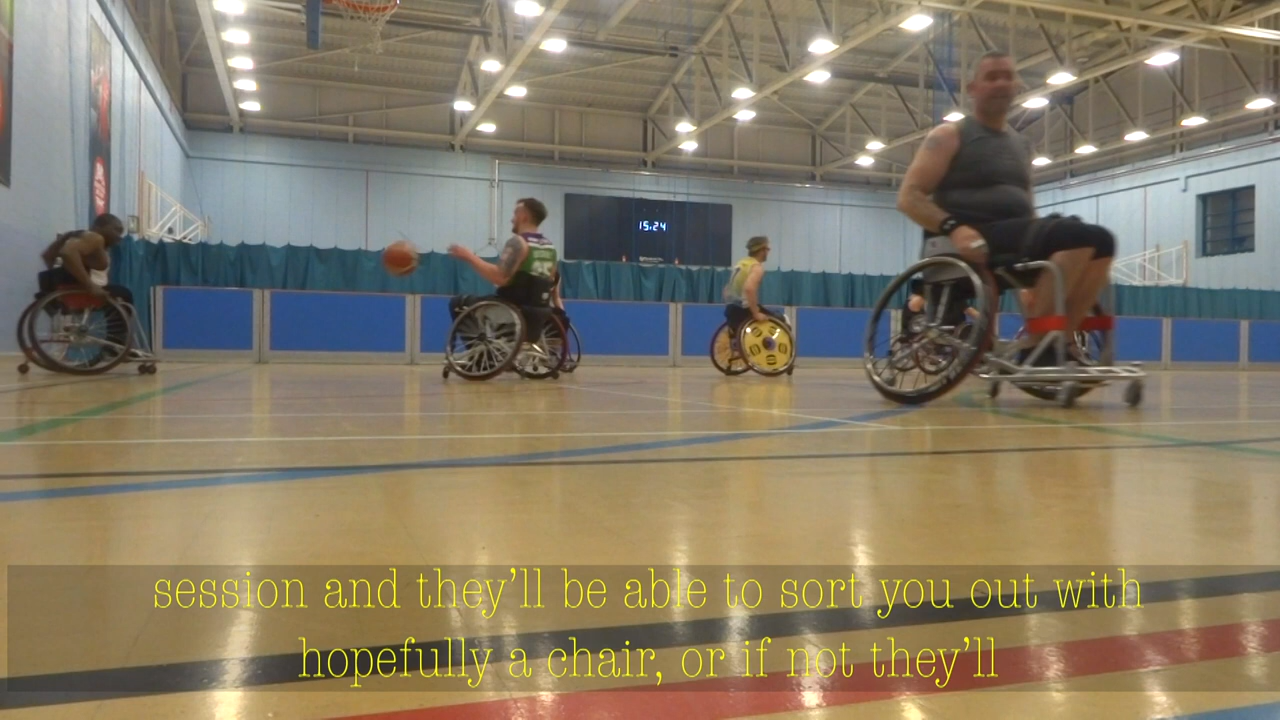 15:24
session and they'll be able to sort you out with
hopefully a chair, or if not they'll